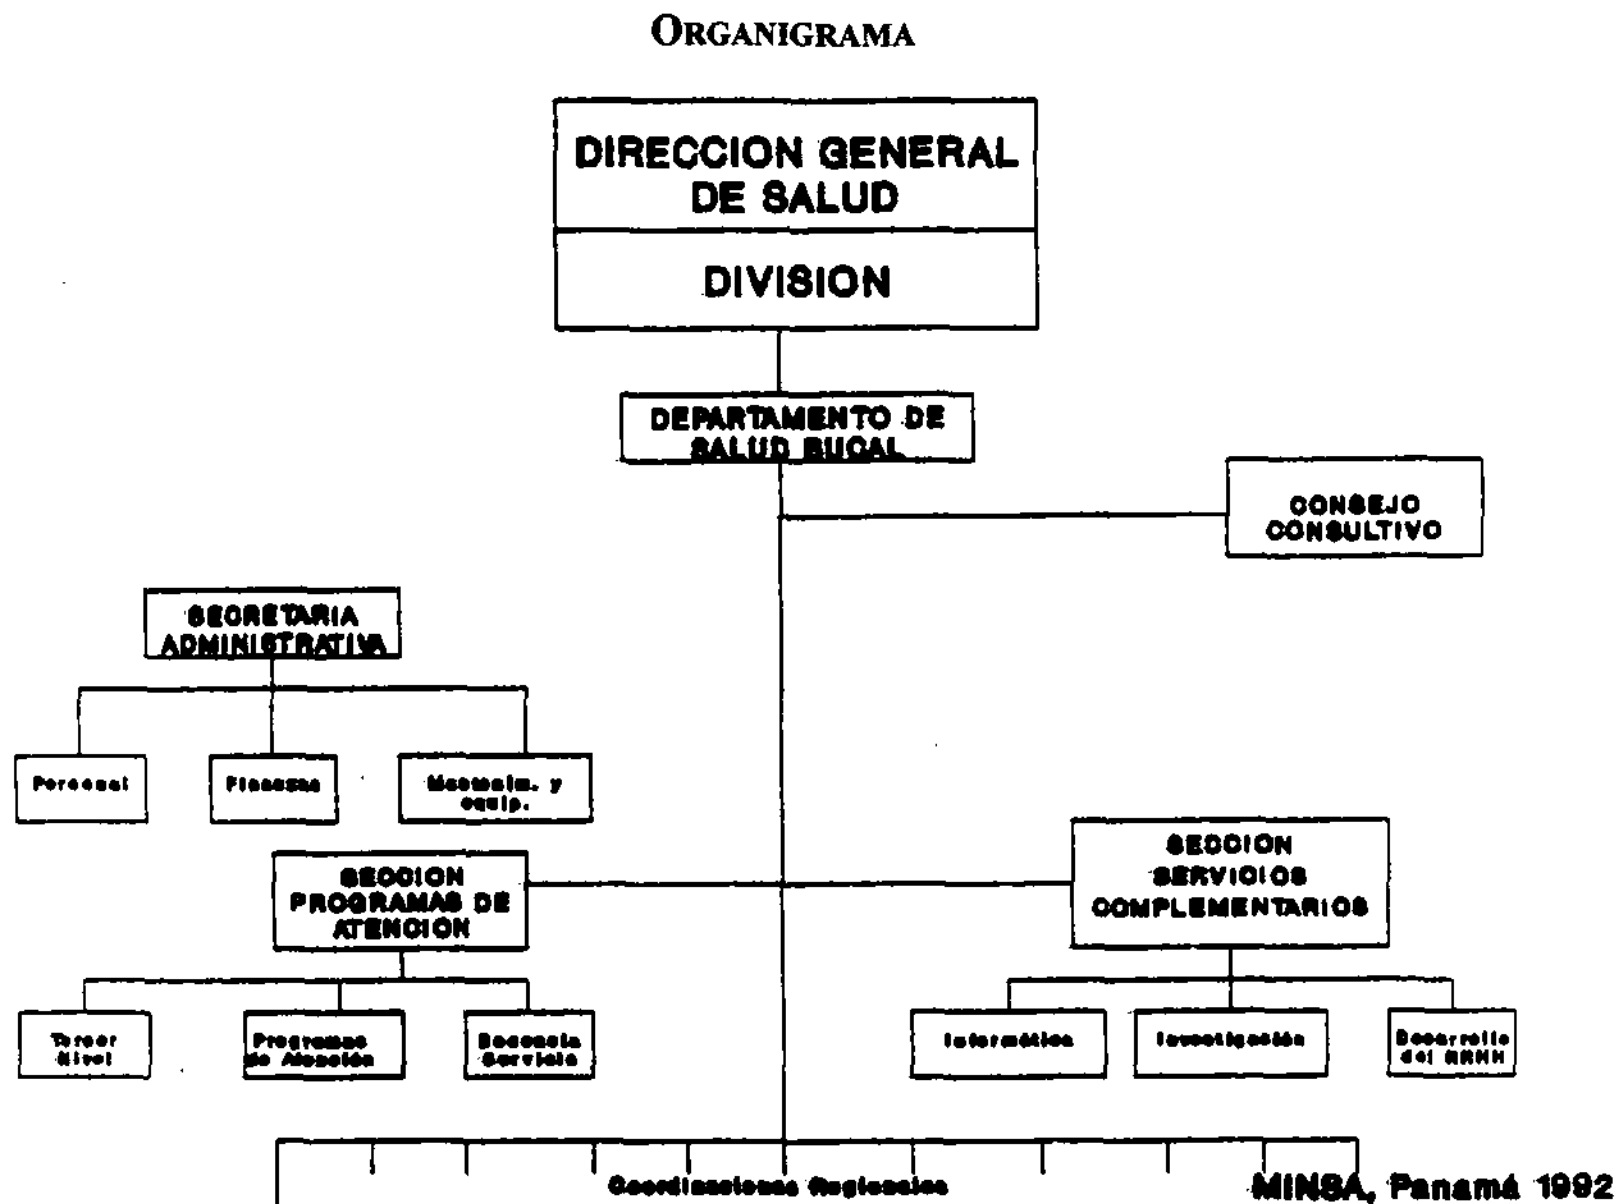 ORGANIGRAMA
DIRECCION GENERAL
DE SALUD
DIVISION
DEPARTAMENTO DE
SALUD BUCAL
CONSEJO
CONSULTIVO
SECRETARIA
ADMINISTRATIVA
Personal
Finanzas
Mantenim. y
equip.
SECCION
PROGRAMAS DE
ATENCION
SECCION
SERVICIOS
COMPLEMENTARIOS
Tercer
Nivel
Programas
de Atención
Docencia
Servicio
Informática
Investigación
Desarrollo
del RRHH
Coordinaciones Regionales
MINSA, Panamá 1992